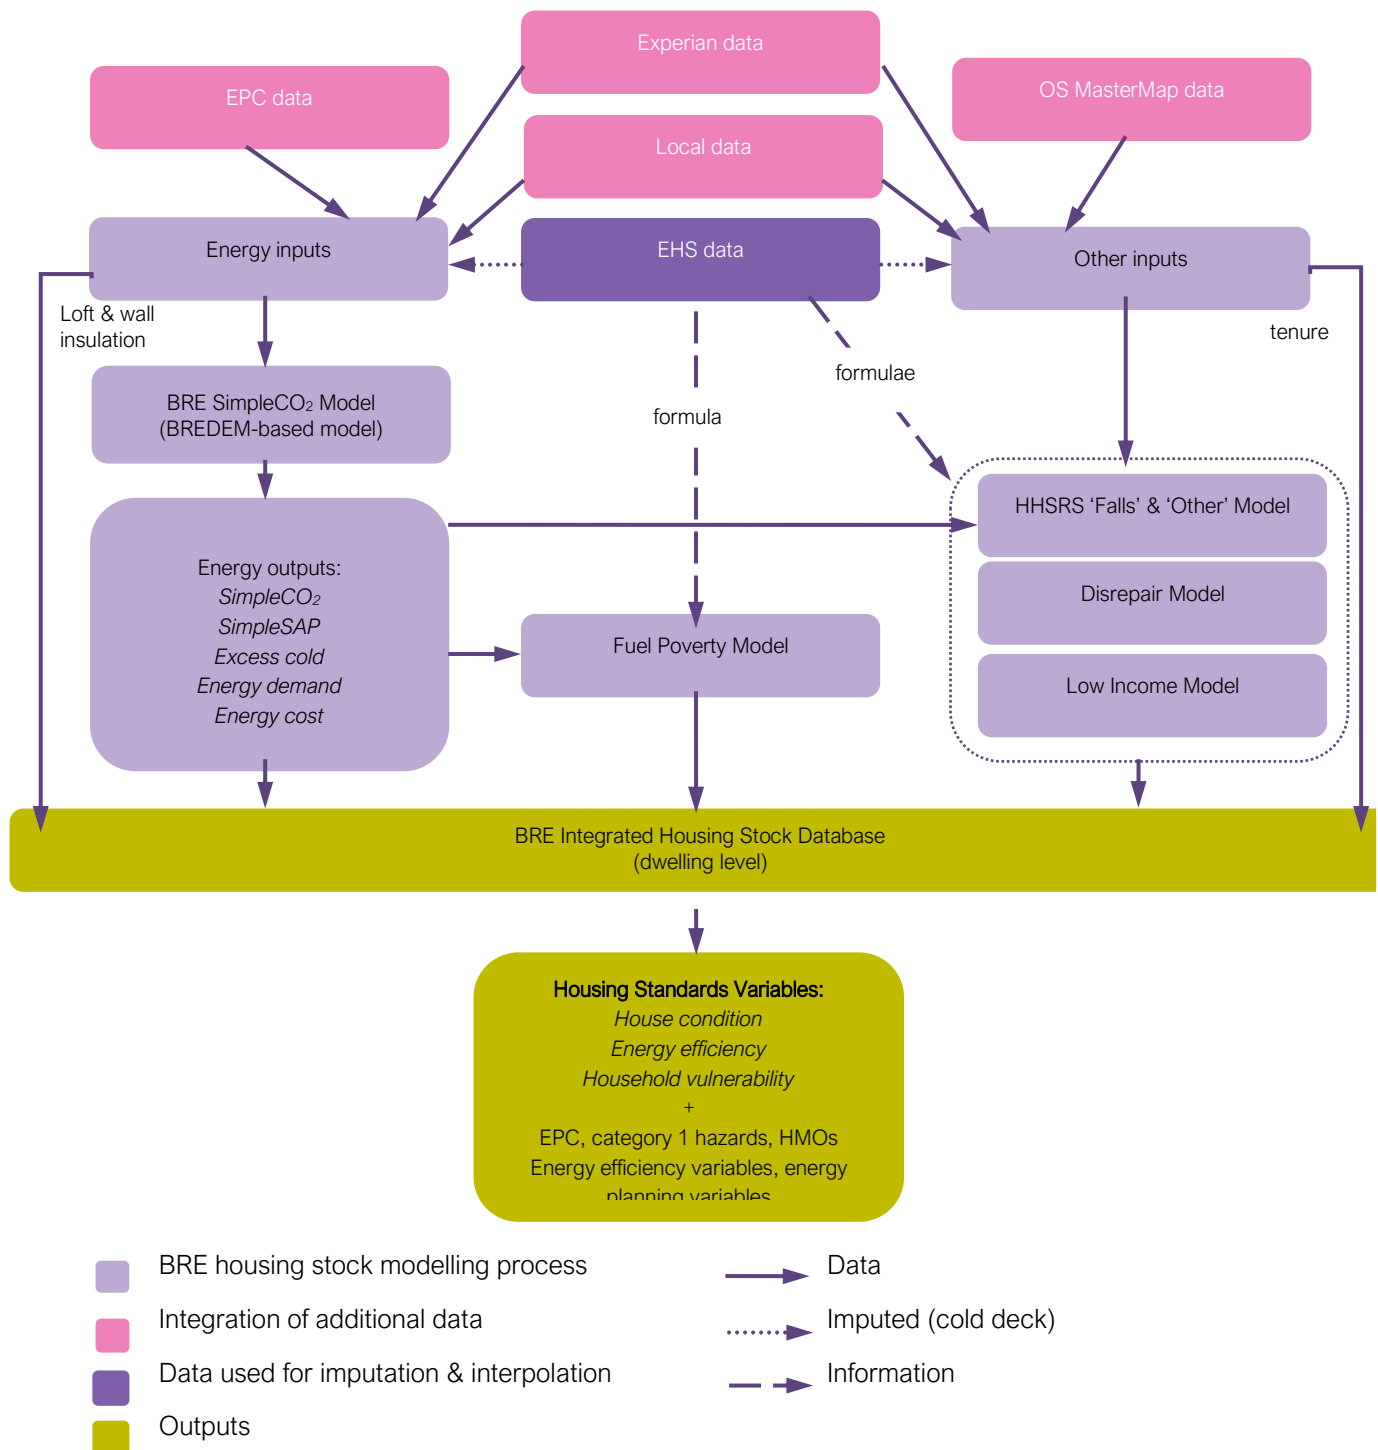 Experian data
EPC data
OS MasterMap data
Local data
Energy inputs
EHS data
Other inputs
Loft & wall
insulation
tenure
formulae
formula
BRE SimpleCO₂ Model
(BREDEM-based model)
HHSRS ‘Falls’ & ‘Other’ Model
Disrepair Model
Low Income Model
Energy outputs:
SimpleCO₂
SimpleSAP
Excess cold
Energy demand
Energy cost
Fuel Poverty Model
BRE Integrated Housing Stock Database
(dwelling level)
Housing Standards Variables:
House condition
Energy efficiency
Household vulnerability
+
EPC, category 1 hazards, HMOs
Energy efficiency variables, energy
planning variables
BRE housing stock modelling process
Integration of additional data
Data used for imputation & interpolation
Outputs
Data
Imputed (cold deck)
Information